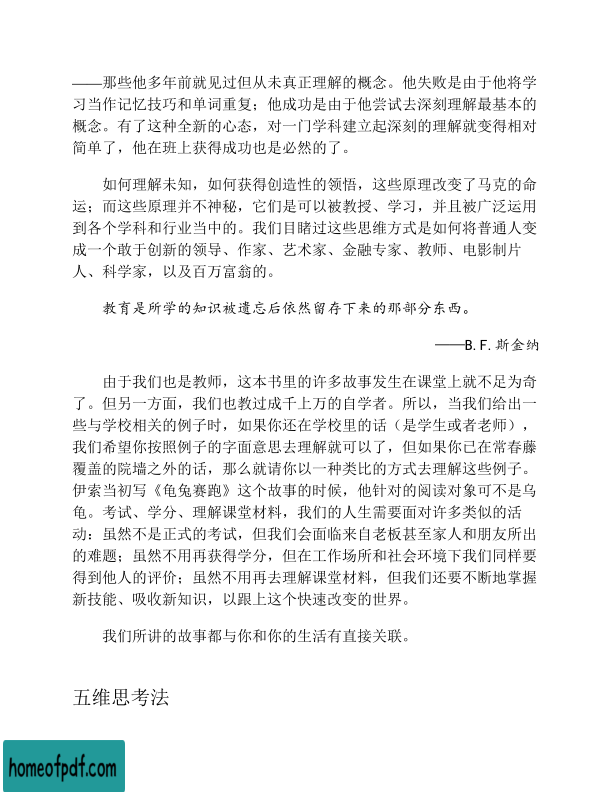 ——那些他多年前就见过但从未真正理解的概念。他失败是由于他将学
习当作记忆技巧和单词重复；他成功是由于他尝试去深刻理解最基本的
概念。有了这种全新的心态，对一门学科建立起深刻的理解就变得相对
简单了，他在班上获得成功也是必然的了。
如何理解未知，如何获得创造性的领悟，这些原理改变了马克的命
运；而这些原理并不神秘，它们是可以被教授、学习，并且被广泛运用
到各个学科和行业当中的。我们目睹过这些思维方式是如何将普通人变
成一个敢于创新的领导、作家、艺术家、金融专家、教师、电影制片
人、科学家，以及百万富翁的。
教育是所学的知识被遗忘后依然留存下来的那部分东西。
——B. F. 斯金纳
由于我们也是教师，这本书里的许多故事发生在课堂上就不足为奇
了。但另一方面，我们也教过成千上万的自学者。所以，当我们给出一
些与学校相关的例子时，如果你还在学校里的话（是学生或者老师），
我们希望你按照例子的字面意思去理解就可以了，但如果你已在常春藤
覆盖的院墙之外的话，那么就请你以一种类比的方式去理解这些例子。
伊索当初写《龟兔赛跑》这个故事的时候，他针对的阅读对象可不是乌
龟。考试、学分、理解课堂材料，我们的人生需要面对许多类似的活
动：虽然不是正式的考试，但我们会面临来自老板甚至家人和朋友所出
的难题；虽然不用再获得学分，但在工作场所和社会环境下我们同样要
得到他人的评价；虽然不用再去理解课堂材料，但我们还要不断地掌握
新技能、吸收新知识，以跟上这个快速改变的世界。
我们所讲的故事都与你和你的生活有直接关联。
五维思考法
homeofpdf.com